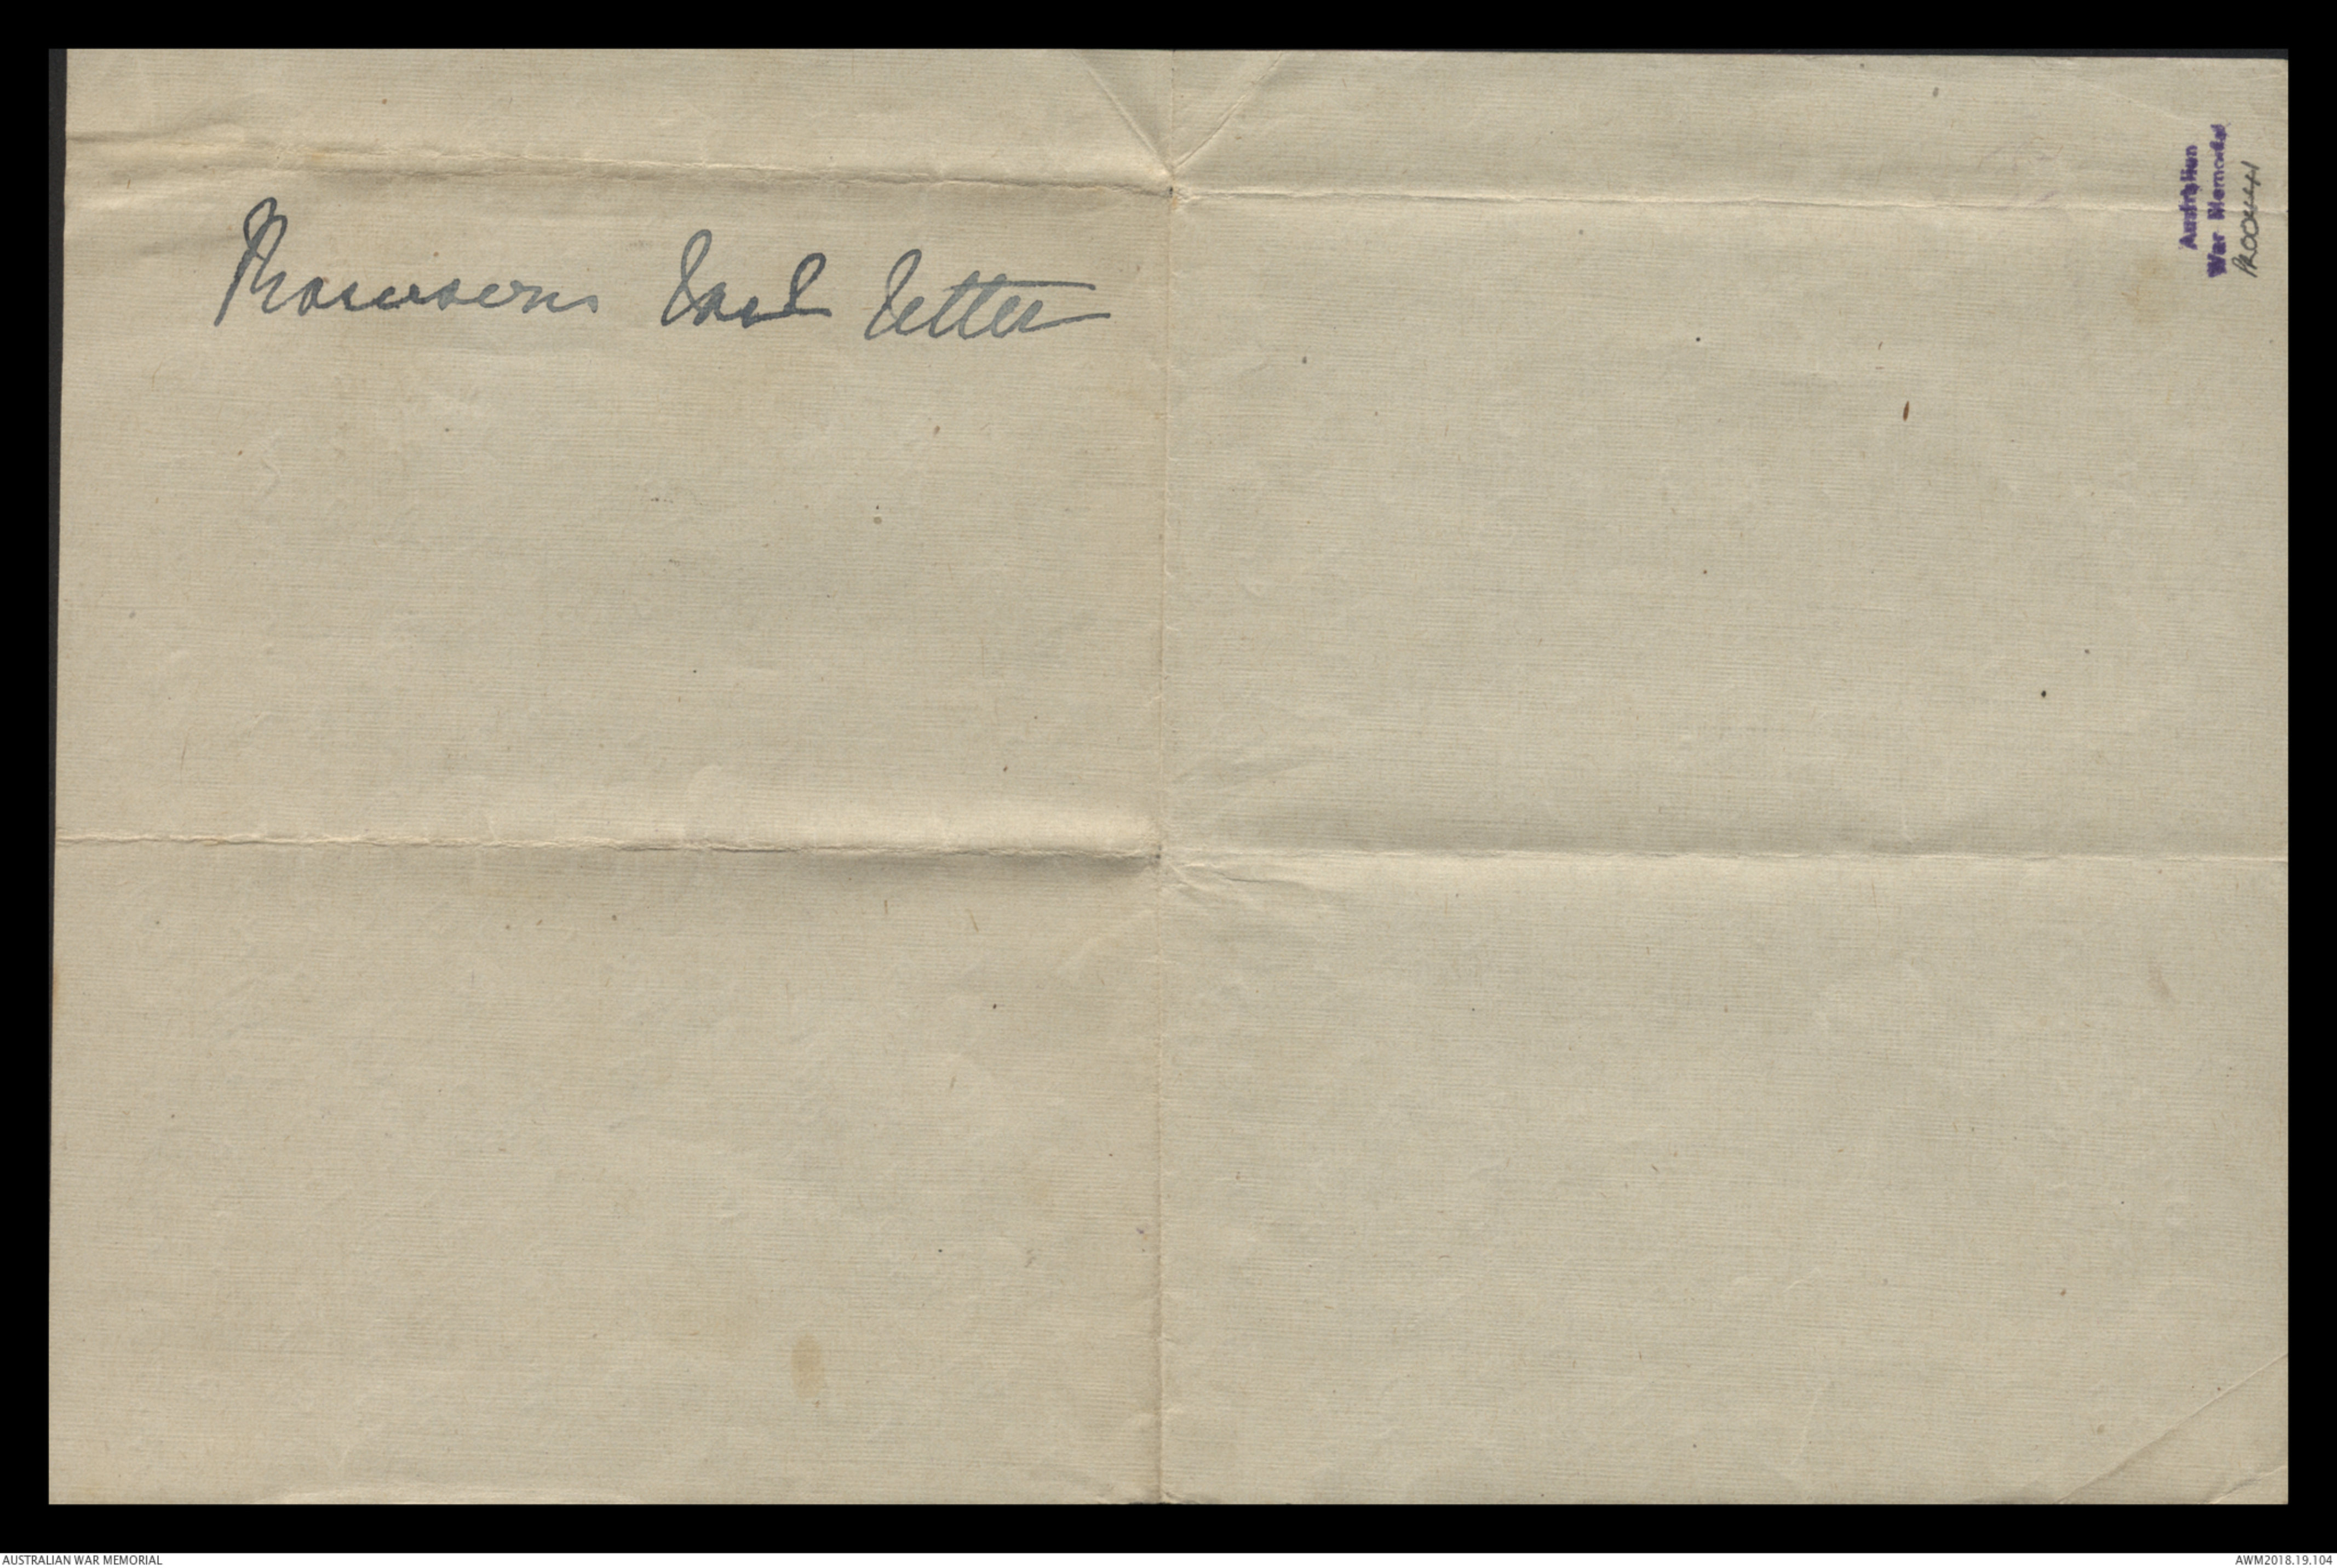 last letter
Australian
War Memorial
AUSTRALIAN WAR MEMORIAL
AWM2018.19.104